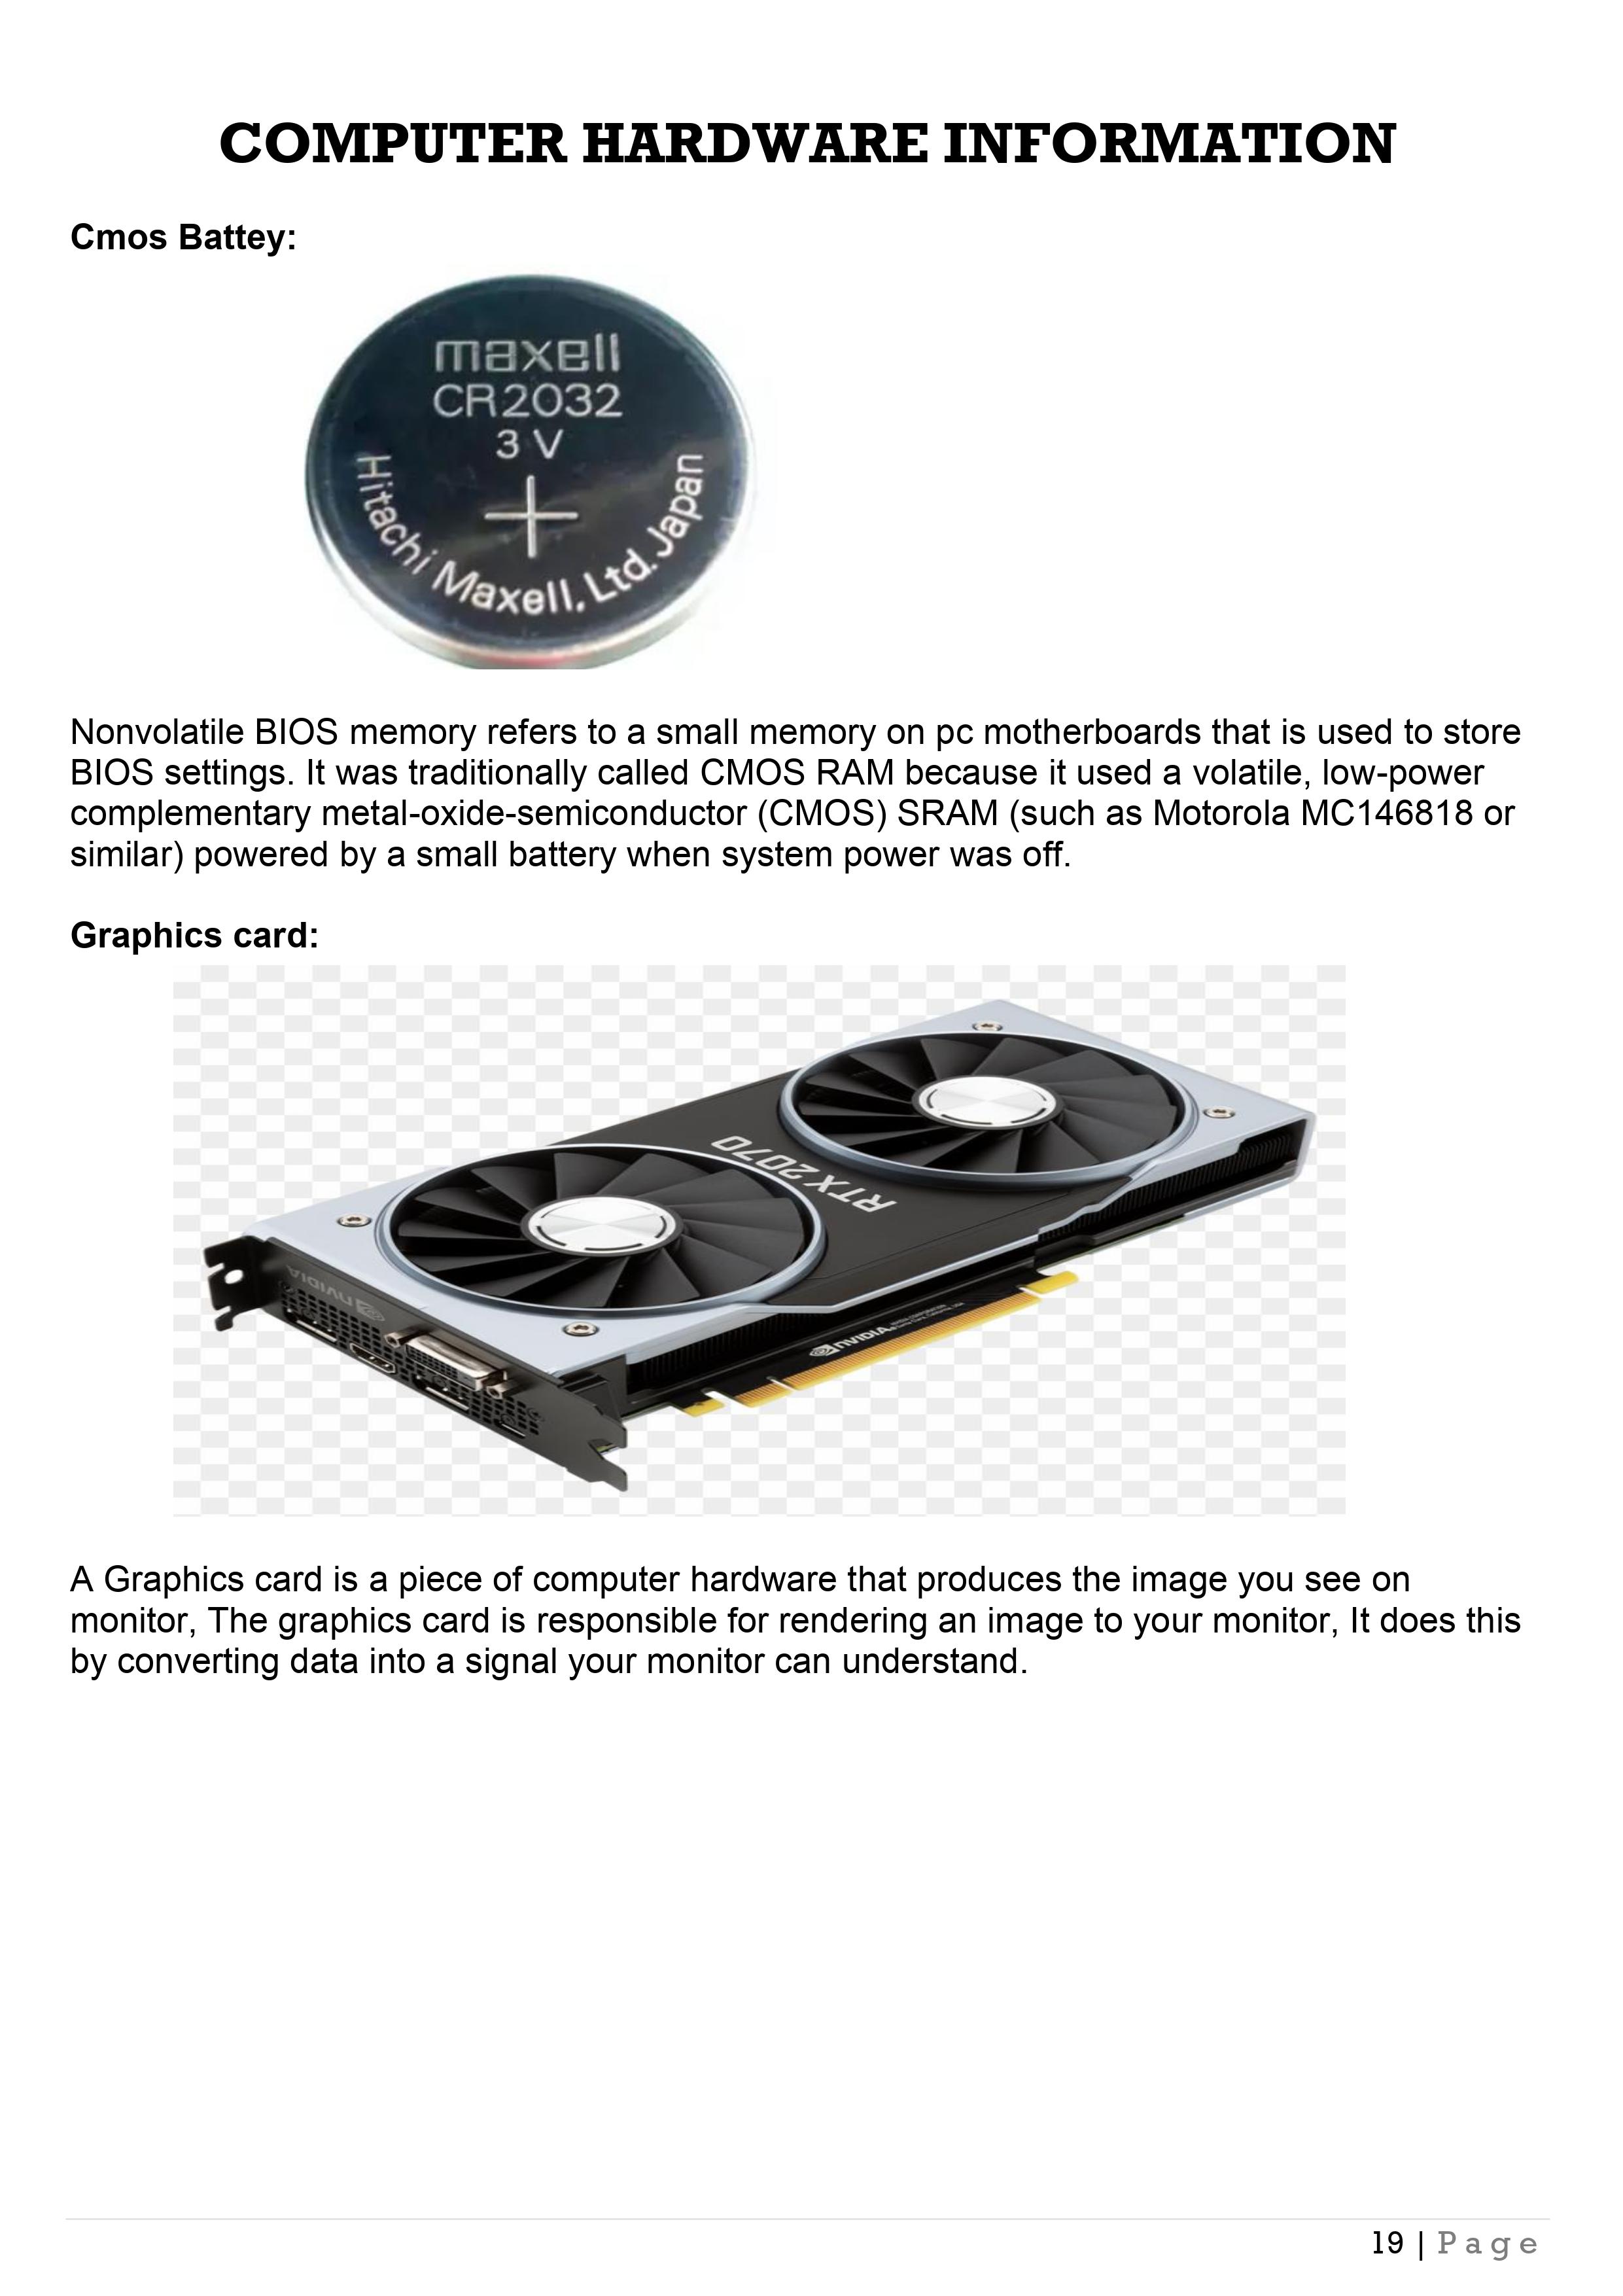 COMPUTER HARDWARE INFORMATION
Cmos Battey:
maxell
CR2032
3 V
Hitachi Maxell, Ltd. Japan
Nonvolatile BIOS memory refers to a small memory on pc motherboards that is used to store
BIOS settings. It was traditionally called CMOS RAM because it used a volatile, low-power
complementary metal-oxide-semiconductor (CMOS) SRAM (such as Motorola MC146818 or
similar) powered by a small battery when system power was off.
Graphics card:
RTX 2070
NVIDIA
NVIDIA
A Graphics card is a piece of computer hardware that produces the image you see on
monitor, The graphics card is responsible for rendering an image to your monitor, It does this
by converting data into a signal your monitor can understand.
19 | Page